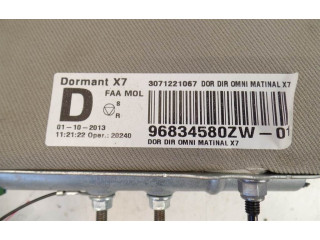 Dormant X7
3071221067 DOR DIR OMNI MATINAL X7
D
FAA MOL
8
R
01-10-2013
11:21:22 Oper.: 20240
96834580ZW-01
DOR DIR OMNI MATINAL X7